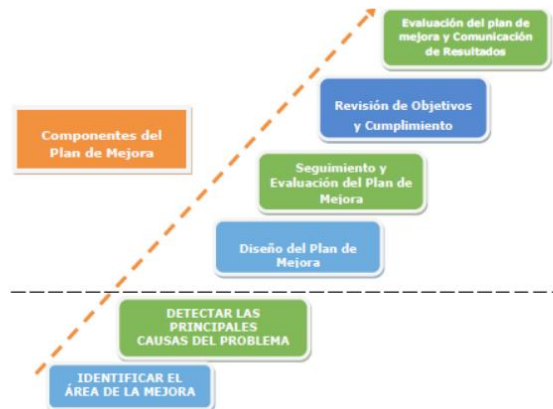 Evaluación del plan de
mejora y Comunicación
de Resultados
Revisión de Objetivos
y Cumplimiento
Componentes del
Plan de Mejora
Seguimiento y
Evaluación del Plan de
Mejora
Diseño del Plan de
Mejora
DETECTAR LAS
PRINCIPALES
CAUSAS DEL PROBLEMA
IDENTIFICAR EL
ÁREA DE LA MEJORA